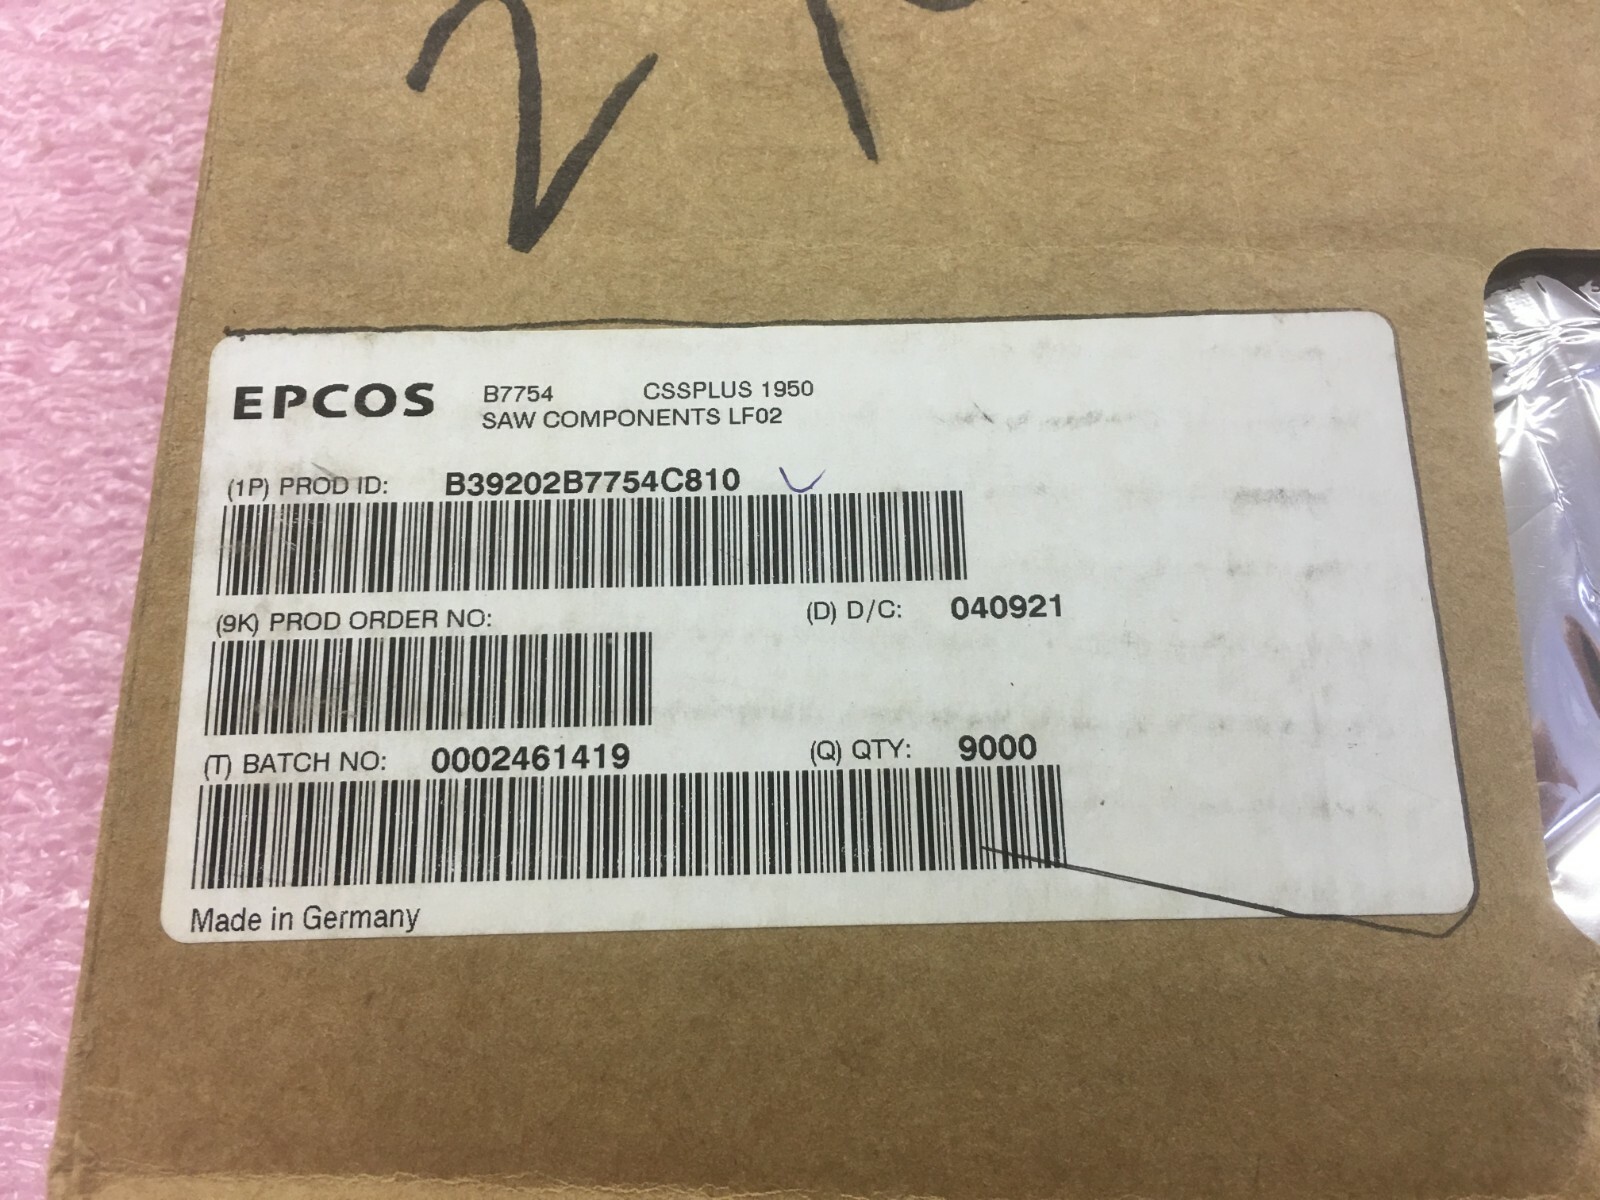 EPCOS B7754 CSSPLUS 1950
SAW COMPONENTS LF02
(1P) PROD ID: B39202B7754C810
(9K) PROD ORDER NO: (D) D/C: 040921
(T) BATCH NO: 0002461419 (Q) QTY: 9000
Made in Germany